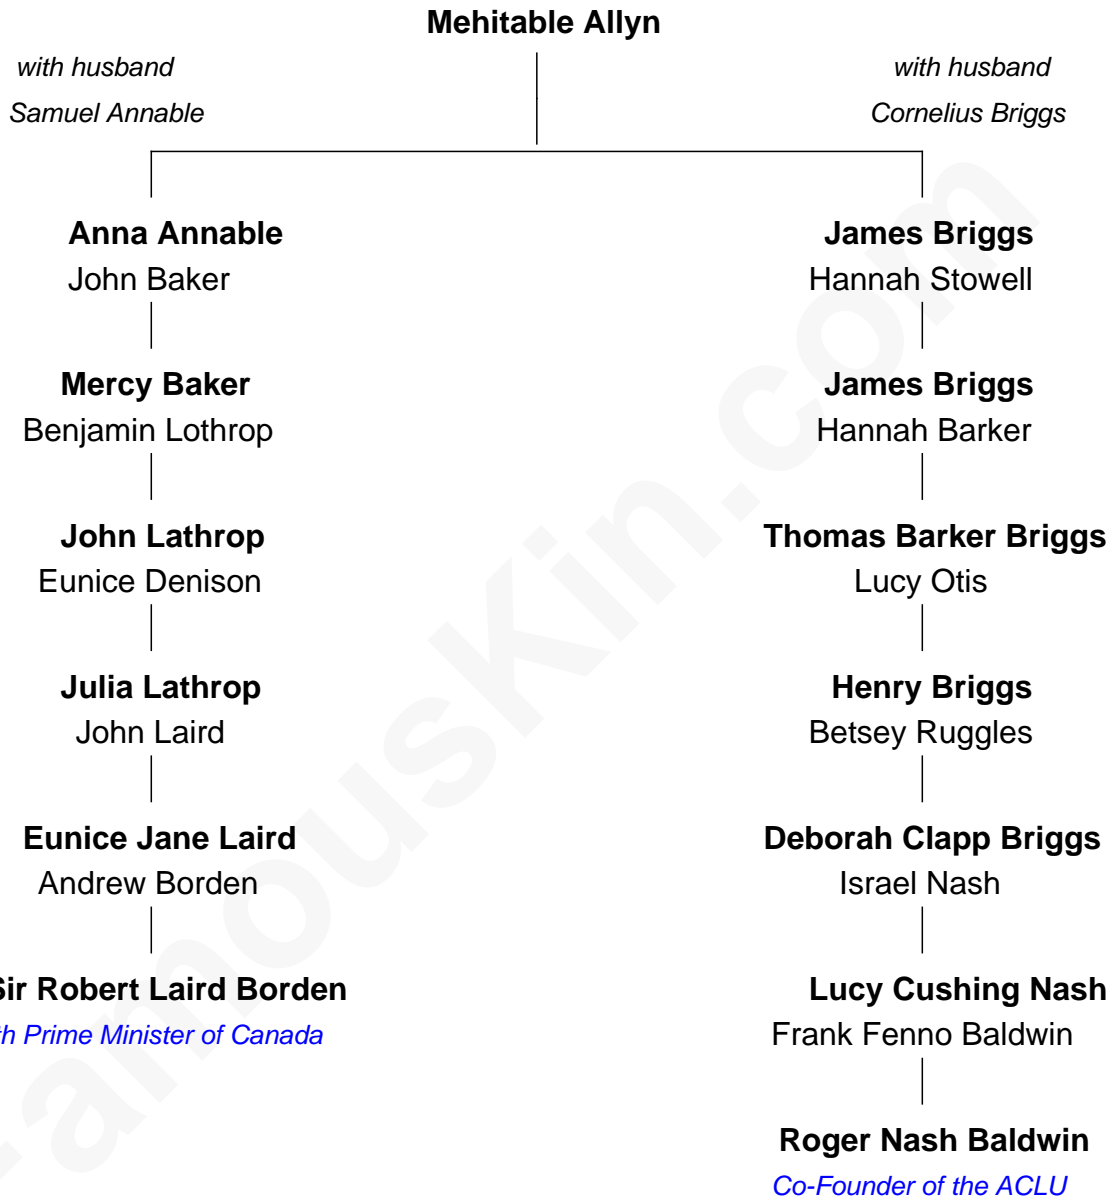 Mehitable Allyn
with husband
Samuel Annable
with husband
Cornelius Briggs
Anna Annable
John Baker
James Briggs
Hannah Stowell
Mercy Baker
Benjamin Lothrop
James Briggs
Hannah Barker
John Lathrop
Eunice Denison
Thomas Barker Briggs
Lucy Otis
Julia Lathrop
John Laird
Henry Briggs
Betsey Ruggles
Eunice Jane Laird
Andrew Borden
Deborah Clapp Briggs
Israel Nash
Sir Robert Laird Borden
th Prime Minister of Canada
Lucy Cushing Nash
Frank Fenno Baldwin
Roger Nash Baldwin
Co-Founder of the ACLU
FamousKin.com